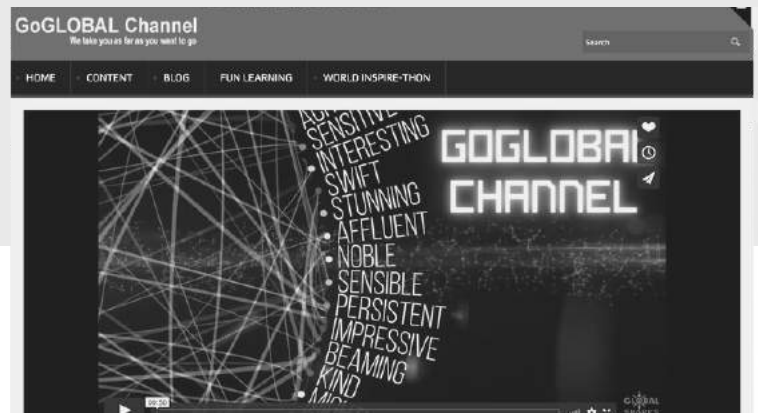 GoGLOBAL Channel
We take you as far as you want to go
Search
HOME CONTENT BLOG FUN LEARNING WORLD INSPIRE-THON
SENSITIVE
INTERESTING
SWIFT
STUNNING
AFFLUENT
NOBLE
SENSIBLE
PERSISTENT
IMPRESSIVE
BEAMING
KIND
GOGLOBAL
CHANNEL
GLOBAL